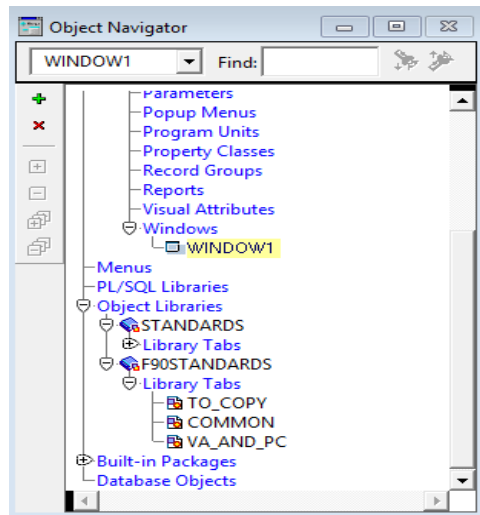 Object Navigator
WINDOW1 Find:
Parameters
Popup Menus
Program Units
Property Classes
Record Groups
Reports
Visual Attributes
Windows
WINDOW1
Menus
PL/SQL Libraries
Object Libraries
STANDARDS
Library Tabs
F90STANDARDS
Library Tabs
TO_COPY
COMMON
VA_AND_PC
Built-in Packages
Database Objects